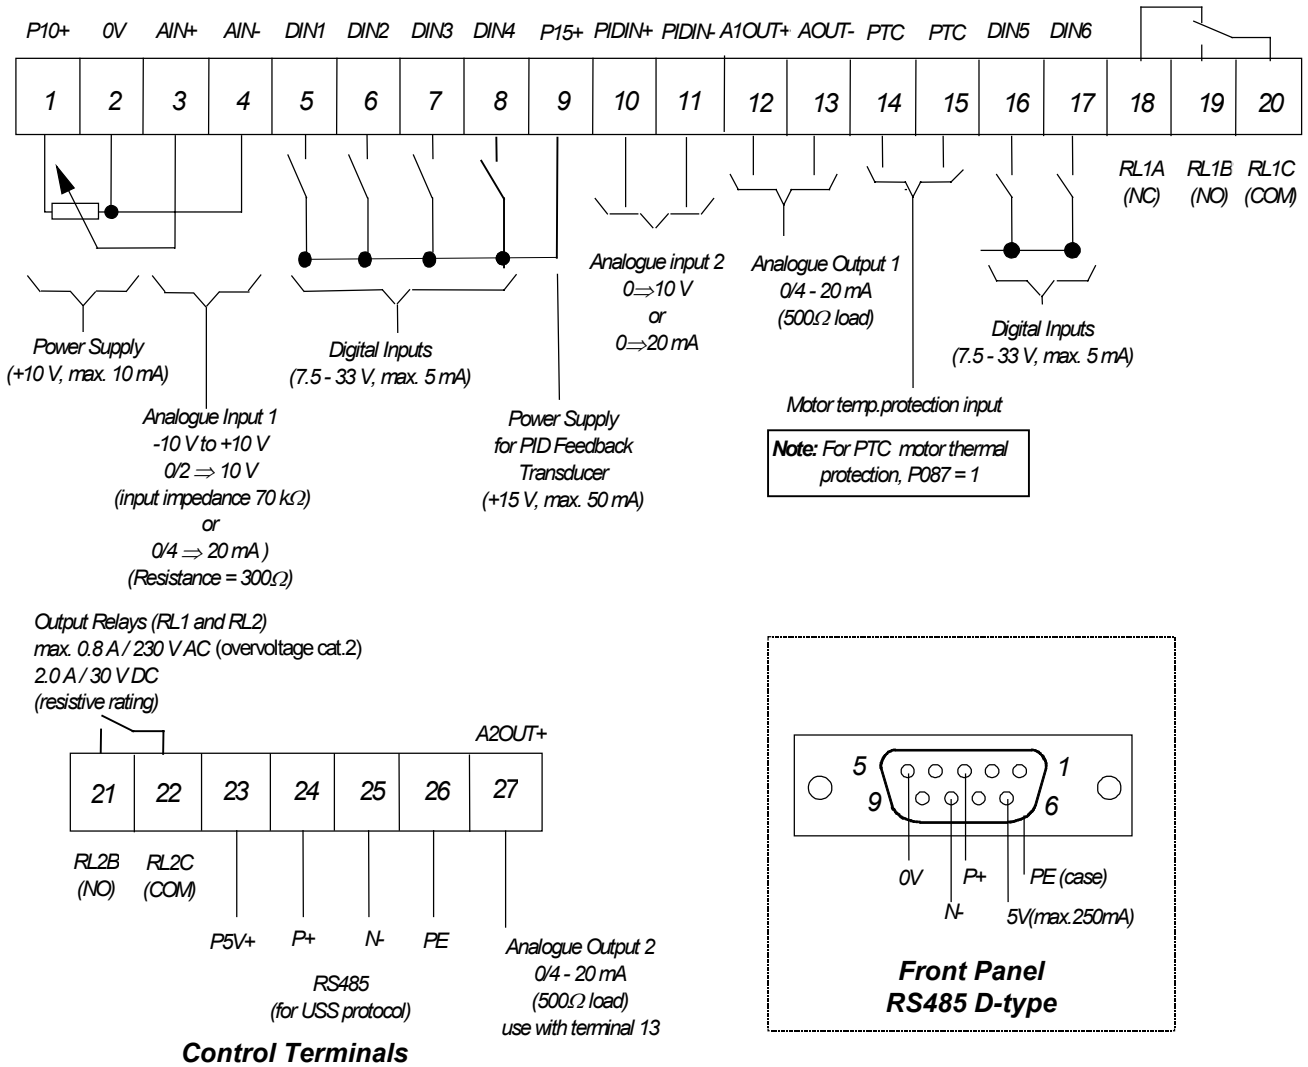 P10+ 0V AIN+ AIN- DIN1 DIN2 DIN3 DIN4 P15+ PIDIN+ PIDIN- A1OUT+ AOUT- PTC PTC DIN5 DIN6
1 2 3 4 5 6 7 8 9 10 11 12 13 14 15 16 17 18 19 20
RL1A
(NC)
RL1B
(NO)
RL1C
(COM)
Power Supply
(+10 V, max. 10 mA)
Analogue Input 1
-10 V to +10 V
0/2 ⇒ 10 V
(input impedance 70 kΩ)
or
0/4 ⇒ 20 mA )
(Resistance = 300Ω)
Digital Inputs
(7.5 - 33 V, max. 5 mA)
Power Supply
for PID Feedback
Transducer
(+15 V, max. 50 mA)
Analogue input 2
0⇒10 V
or
0⇒20 mA
Analogue Output 1
0/4 - 20 mA
(500Ω load)
Motor temp.protection input
Note: For PTC motor thermal
protection, P087 = 1
Digital Inputs
(7.5 - 33 V, max. 5 mA)
Output Relays (RL1 and RL2)
max. 0.8 A / 230 V AC (overvoltage cat.2)
2.0 A / 30 V DC
(resistive rating)
A2OUT+
21 22 23 24 25 26 27
RL2B
(NO)
RL2C
(COM)
P5V+ P+ N- PE
RS485
(for USS protocol)
Analogue Output 2
0/4 - 20 mA
(500Ω load)
use with terminal 13
Control Terminals
5 1
9 6
0V P+ PE (case)
N- 5V(max.250mA)
Front Panel
RS485 D-type